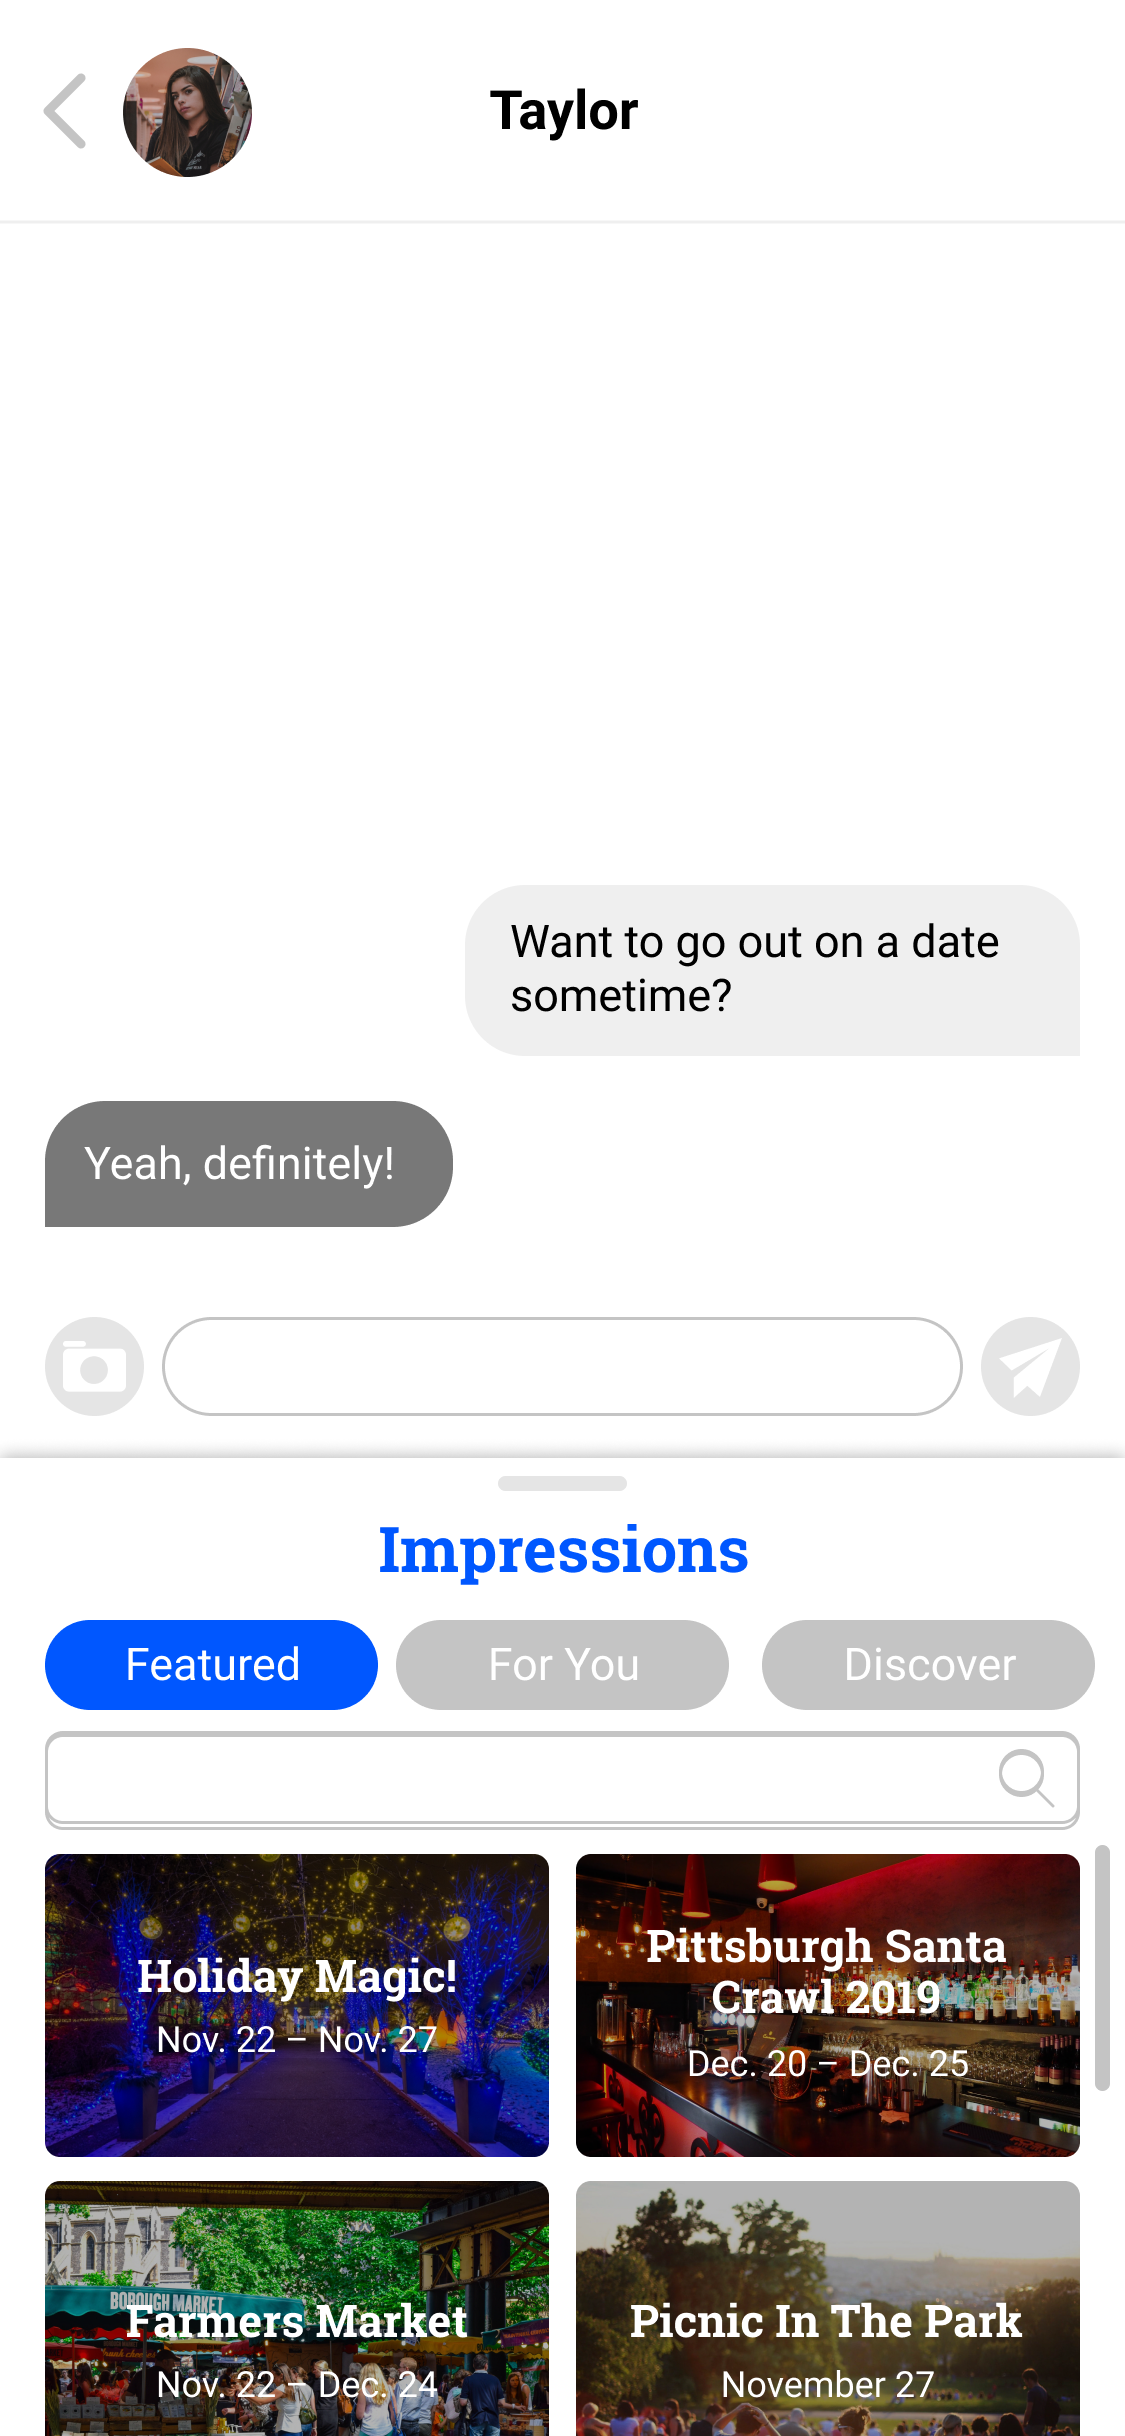 Taylor
Want to go out on a date
sometime?
Yeah, definitely!
Impressions
Featured
For You
Discover
Holiday Magic!
Nov. 22 – Nov. 27
Pittsburgh Santa
Crawl 2019
Dec. 20 – Dec. 25
BOROUGH MARKET
Farmers Market
Nov. 22 – Dec. 24
Picnic In The Park
November 27